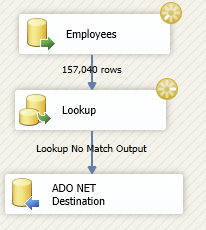 Employees
157,040 rows
Lookup
Lookup No Match Output
ADO NET
Destination